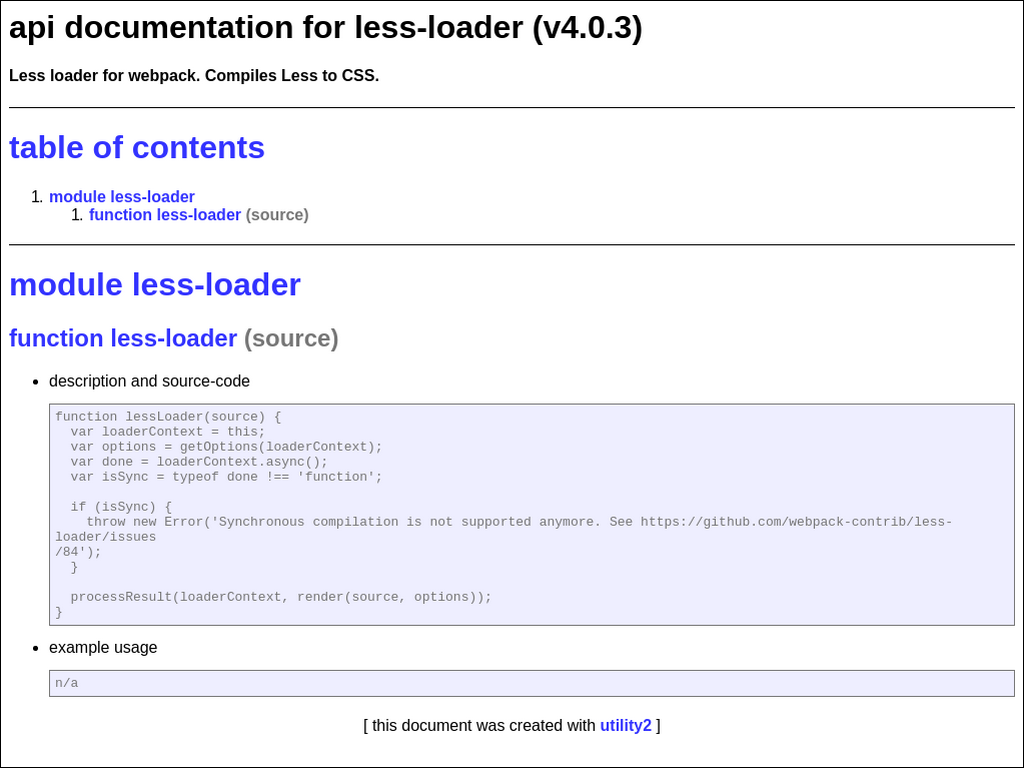 api documentation for less-loader (v4.0.3)
Less loader for webpack. Compiles Less to CSS.
table of contents
1. module less-loader
1. function less-loader (source)
module less-loader
function less-loader (source)
• description and source-code
function lessLoader(source) {
  var loaderContext = this;
  var options = getOptions(loaderContext);
  var done = loaderContext.async();
  var isSync = typeof done !== 'function';
  if (isSync) {
    throw new Error('Synchronous compilation is not supported anymore. See https://github.com/webpack-contrib/less-
loader/issues
/84');
  }
  processResult(loaderContext, render(source, options));
}
• example usage
n/a
[ this document was created with utility2 ]